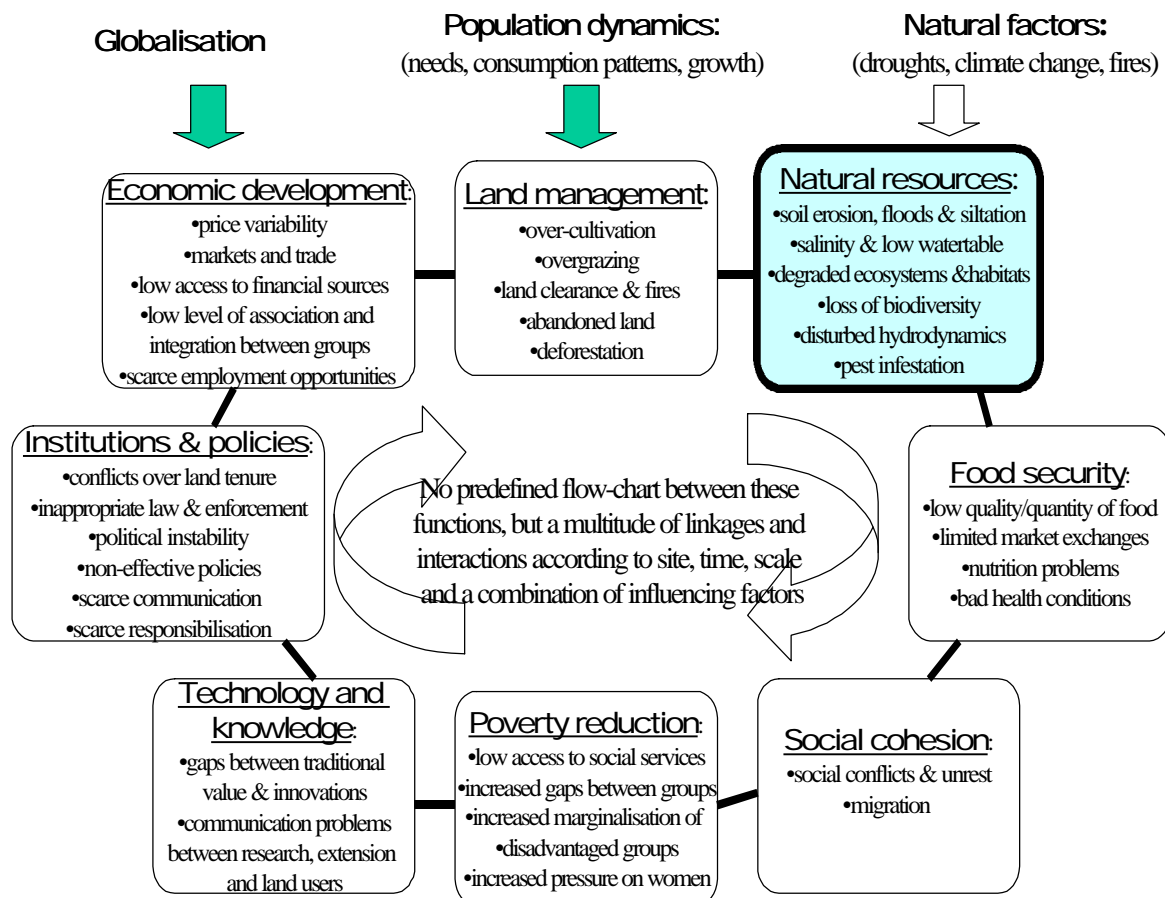 Globalisation
Population dynamics:
(needs, consumption patterns, growth)
Natural factors:
(droughts, climate change, fires)
Economic development:
•price variability
•markets and trade
•low access to financial sources
•low level of association and
integration between groups
•scarce employment opportunities
Land management:
•over-cultivation
•overgrazing
•land clearance & fires
•abandoned land
•deforestation
Natural resources:
•soil erosion, floods & siltation
•salinity & low watertable
•degraded ecosystems &habitats
•loss of biodiversity
•disturbed hydrodynamics
•pest infestation
Institutions & policies:
•conflicts over land tenure
•inappropriate law & enforcement
•political instability
•non-effective policies
•scarce communication
•scarce responsibilisation
No predefined flow-chart between these
functions, but a multitude of linkages and
interactions according to site, time, scale
and a combination of influencing factors
Food security:
•low quality/quantity of food
•limited market exchanges
•nutrition problems
•bad health conditions
Technology and
knowledge:
•gaps between traditional
value & innovations
•communication problems
between research, extension
and land users
Poverty reduction:
•low access to social services
•increased gaps between groups
•increased marginalisation of
•disadvantaged groups
•increased pressure on women
Social cohesion:
•social conflicts & unrest
•migration